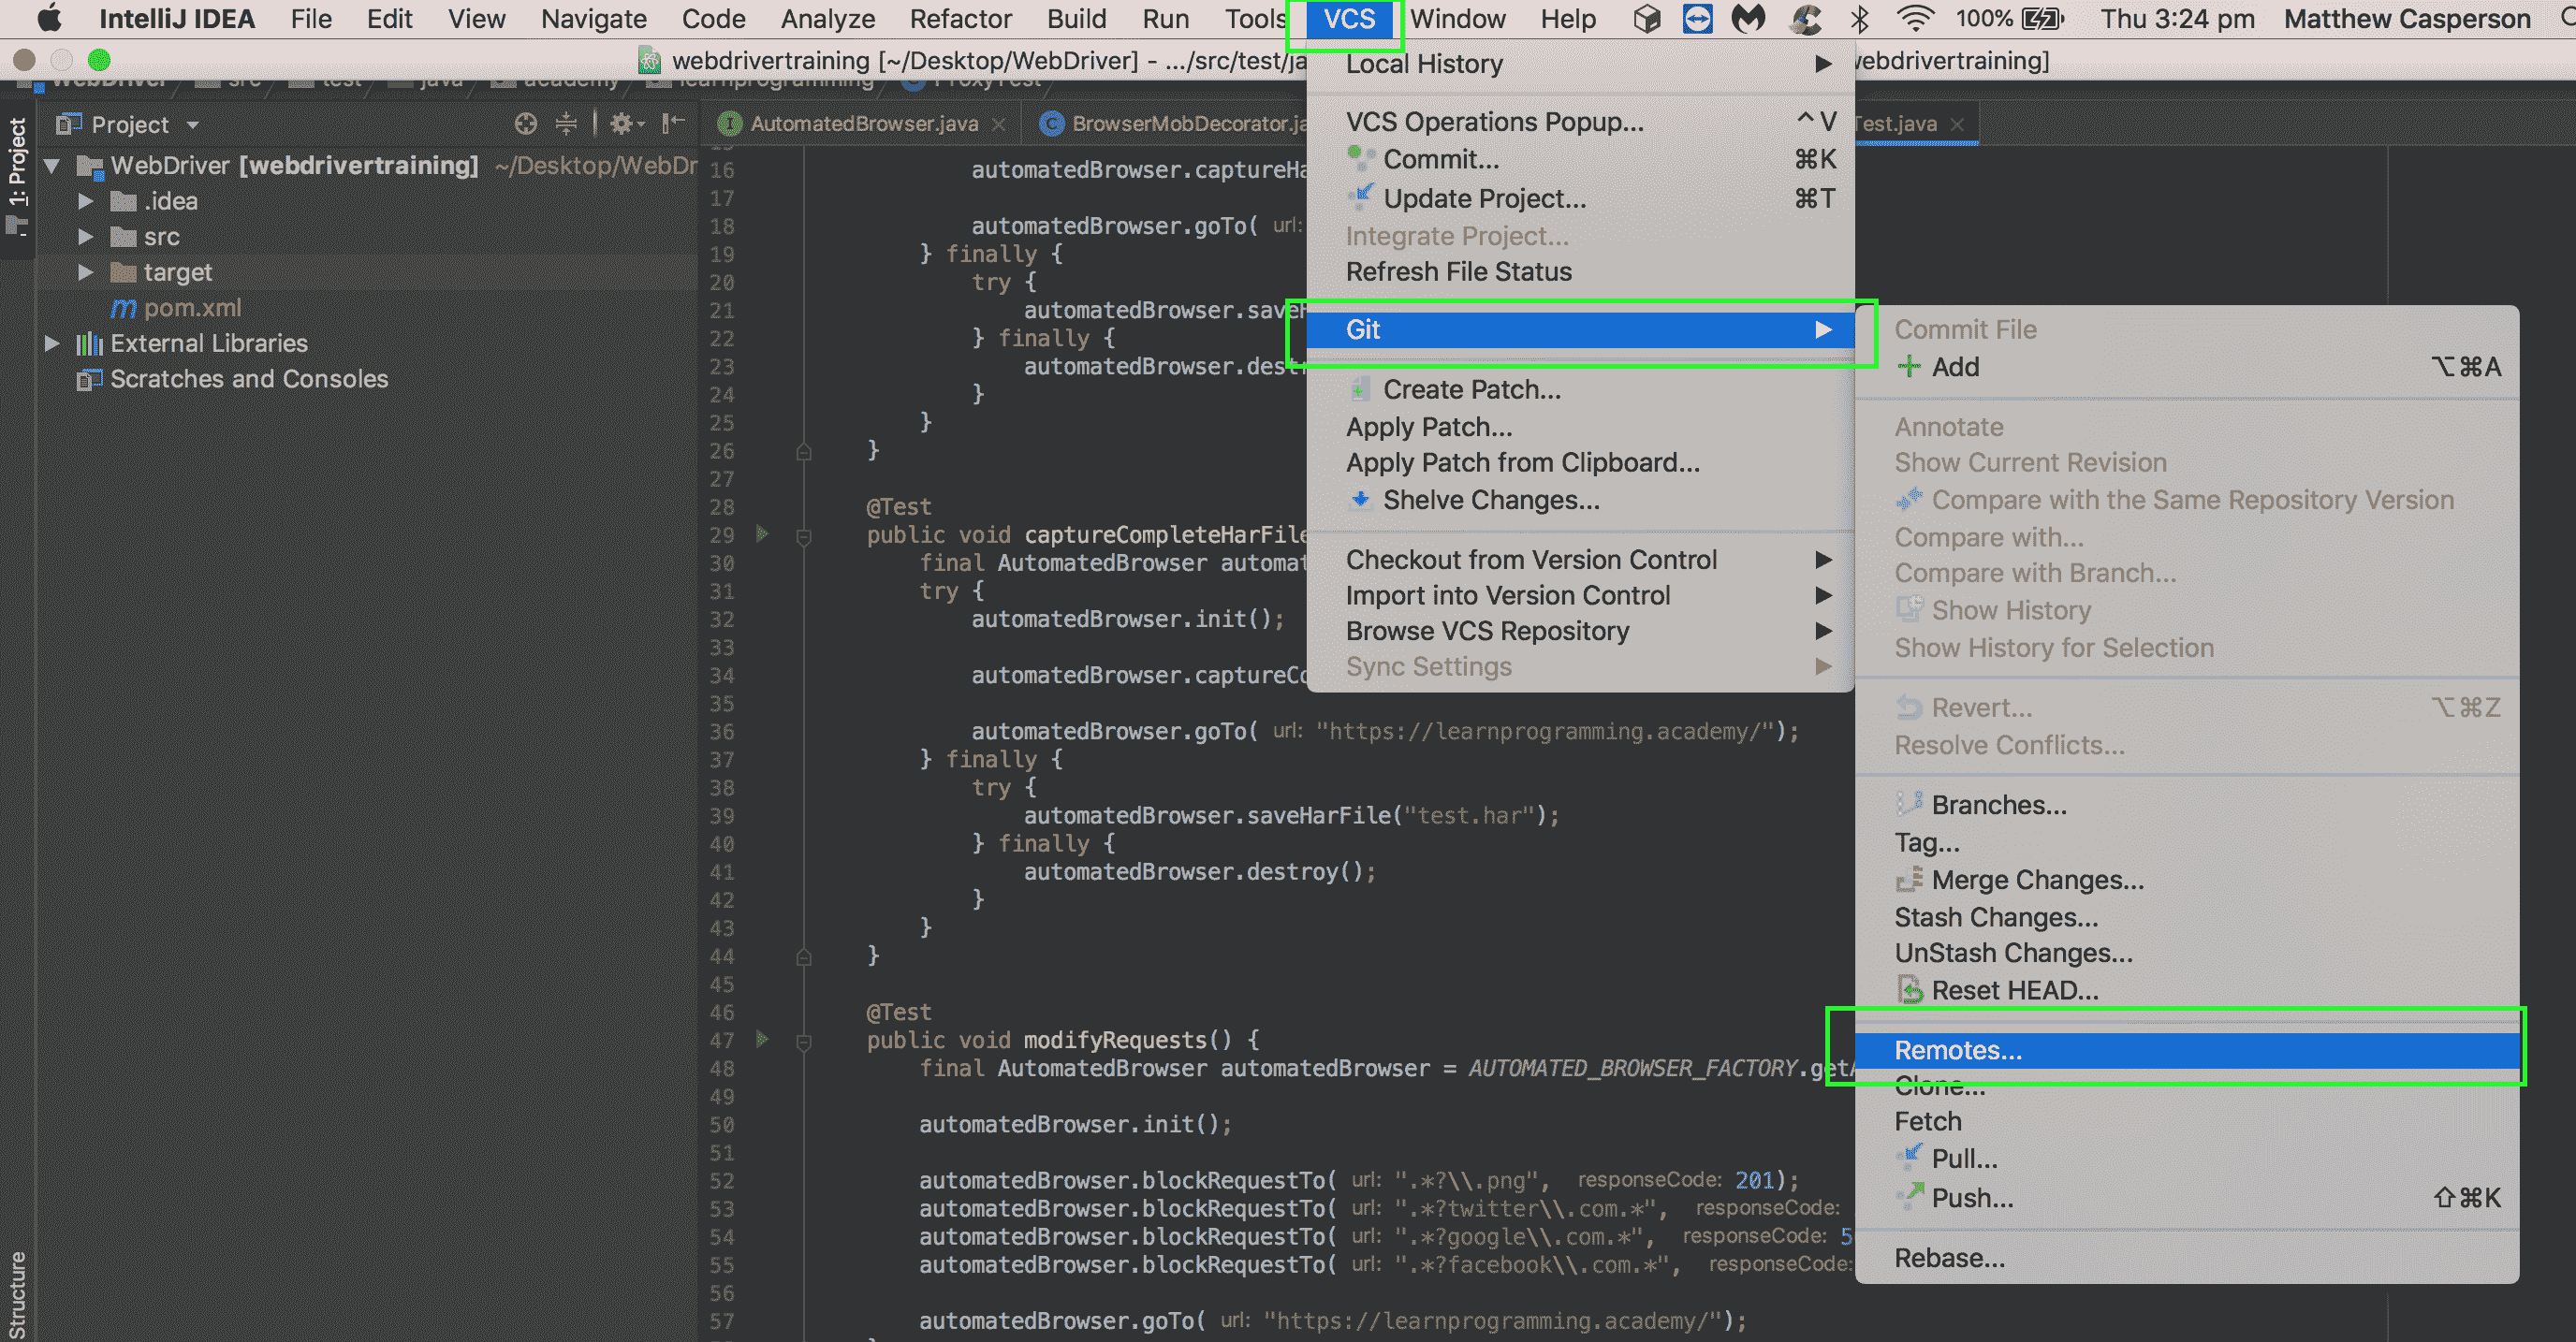 IntelliJ IDEA File Edit View Navigate Code Analyze Refactor Build Run Tools VCS Window Help 100% Thu 3:24 pm Matthew Casperson
webdrivertraining [~/Desktop/WebDriver] - .../src/test/ja
webdrivertraining]
WebDriver src test java academy learnprogramming ProxyTest
1: Project
Structure
Project
WebDriver [webdrivertraining] ~/Desktop/WebDr
.idea
src
target
pom.xml
External Libraries
Scratches and Consoles
AutomatedBrowser.java BrowserMobDecorator.ja Test.java
16 automatedBrowser.captureHa
17
18 automatedBrowser.goTo( url:
19 } finally {
20 try {
21 automatedBrowser.saveH
22 } finally {
23 automatedBrowser.destr
24 }
25 }
26 }
27
28 @Test
29 public void captureCompleteHarFile
30 final AutomatedBrowser automat
31 try {
32 automatedBrowser.init();
33
34 automatedBrowser.captureCo
35
36 automatedBrowser.goTo( url: "https://learnprogramming.academy/");
37 } finally {
38 try {
39 automatedBrowser.saveHarFile("test.har");
40 } finally {
41 automatedBrowser.destroy();
42 }
43 }
44 }
45
46 @Test
47 public void modifyRequests() {
48 final AutomatedBrowser automatedBrowser = AUTOMATED_BROWSER_FACTORY.getA
49
50 automatedBrowser.init();
51
52 automatedBrowser.blockRequestTo( url: ".*?\\.png", responseCode: 201);
53 automatedBrowser.blockRequestTo( url: ".*?twitter\\.com.*", responseCode:
54 automatedBrowser.blockRequestTo( url: ".*?google\\.com.*", responseCode: 5
55 automatedBrowser.blockRequestTo( url: ".*?facebook\\.com.*", responseCode:
56
57 automatedBrowser.goTo( url: "https://learnprogramming.academy/");
Local History
VCS Operations Popup... ^V
Commit... ⌘K
Update Project... ⌘T
Integrate Project...
Refresh File Status
Git
Create Patch...
Apply Patch...
Apply Patch from Clipboard...
Shelve Changes...
Checkout from Version Control
Import into Version Control
Browse VCS Repository
Sync Settings
Commit File
Add ⌥⌘A
Annotate
Show Current Revision
Compare with the Same Repository Version
Compare with...
Compare with Branch...
Show History
Show History for Selection
Revert... ⌥⌘Z
Resolve Conflicts...
Branches...
Tag...
Merge Changes...
Stash Changes...
UnStash Changes...
Reset HEAD...
Remotes...
Clone...
Fetch
Pull...
Push... ⇧⌘K
Rebase...